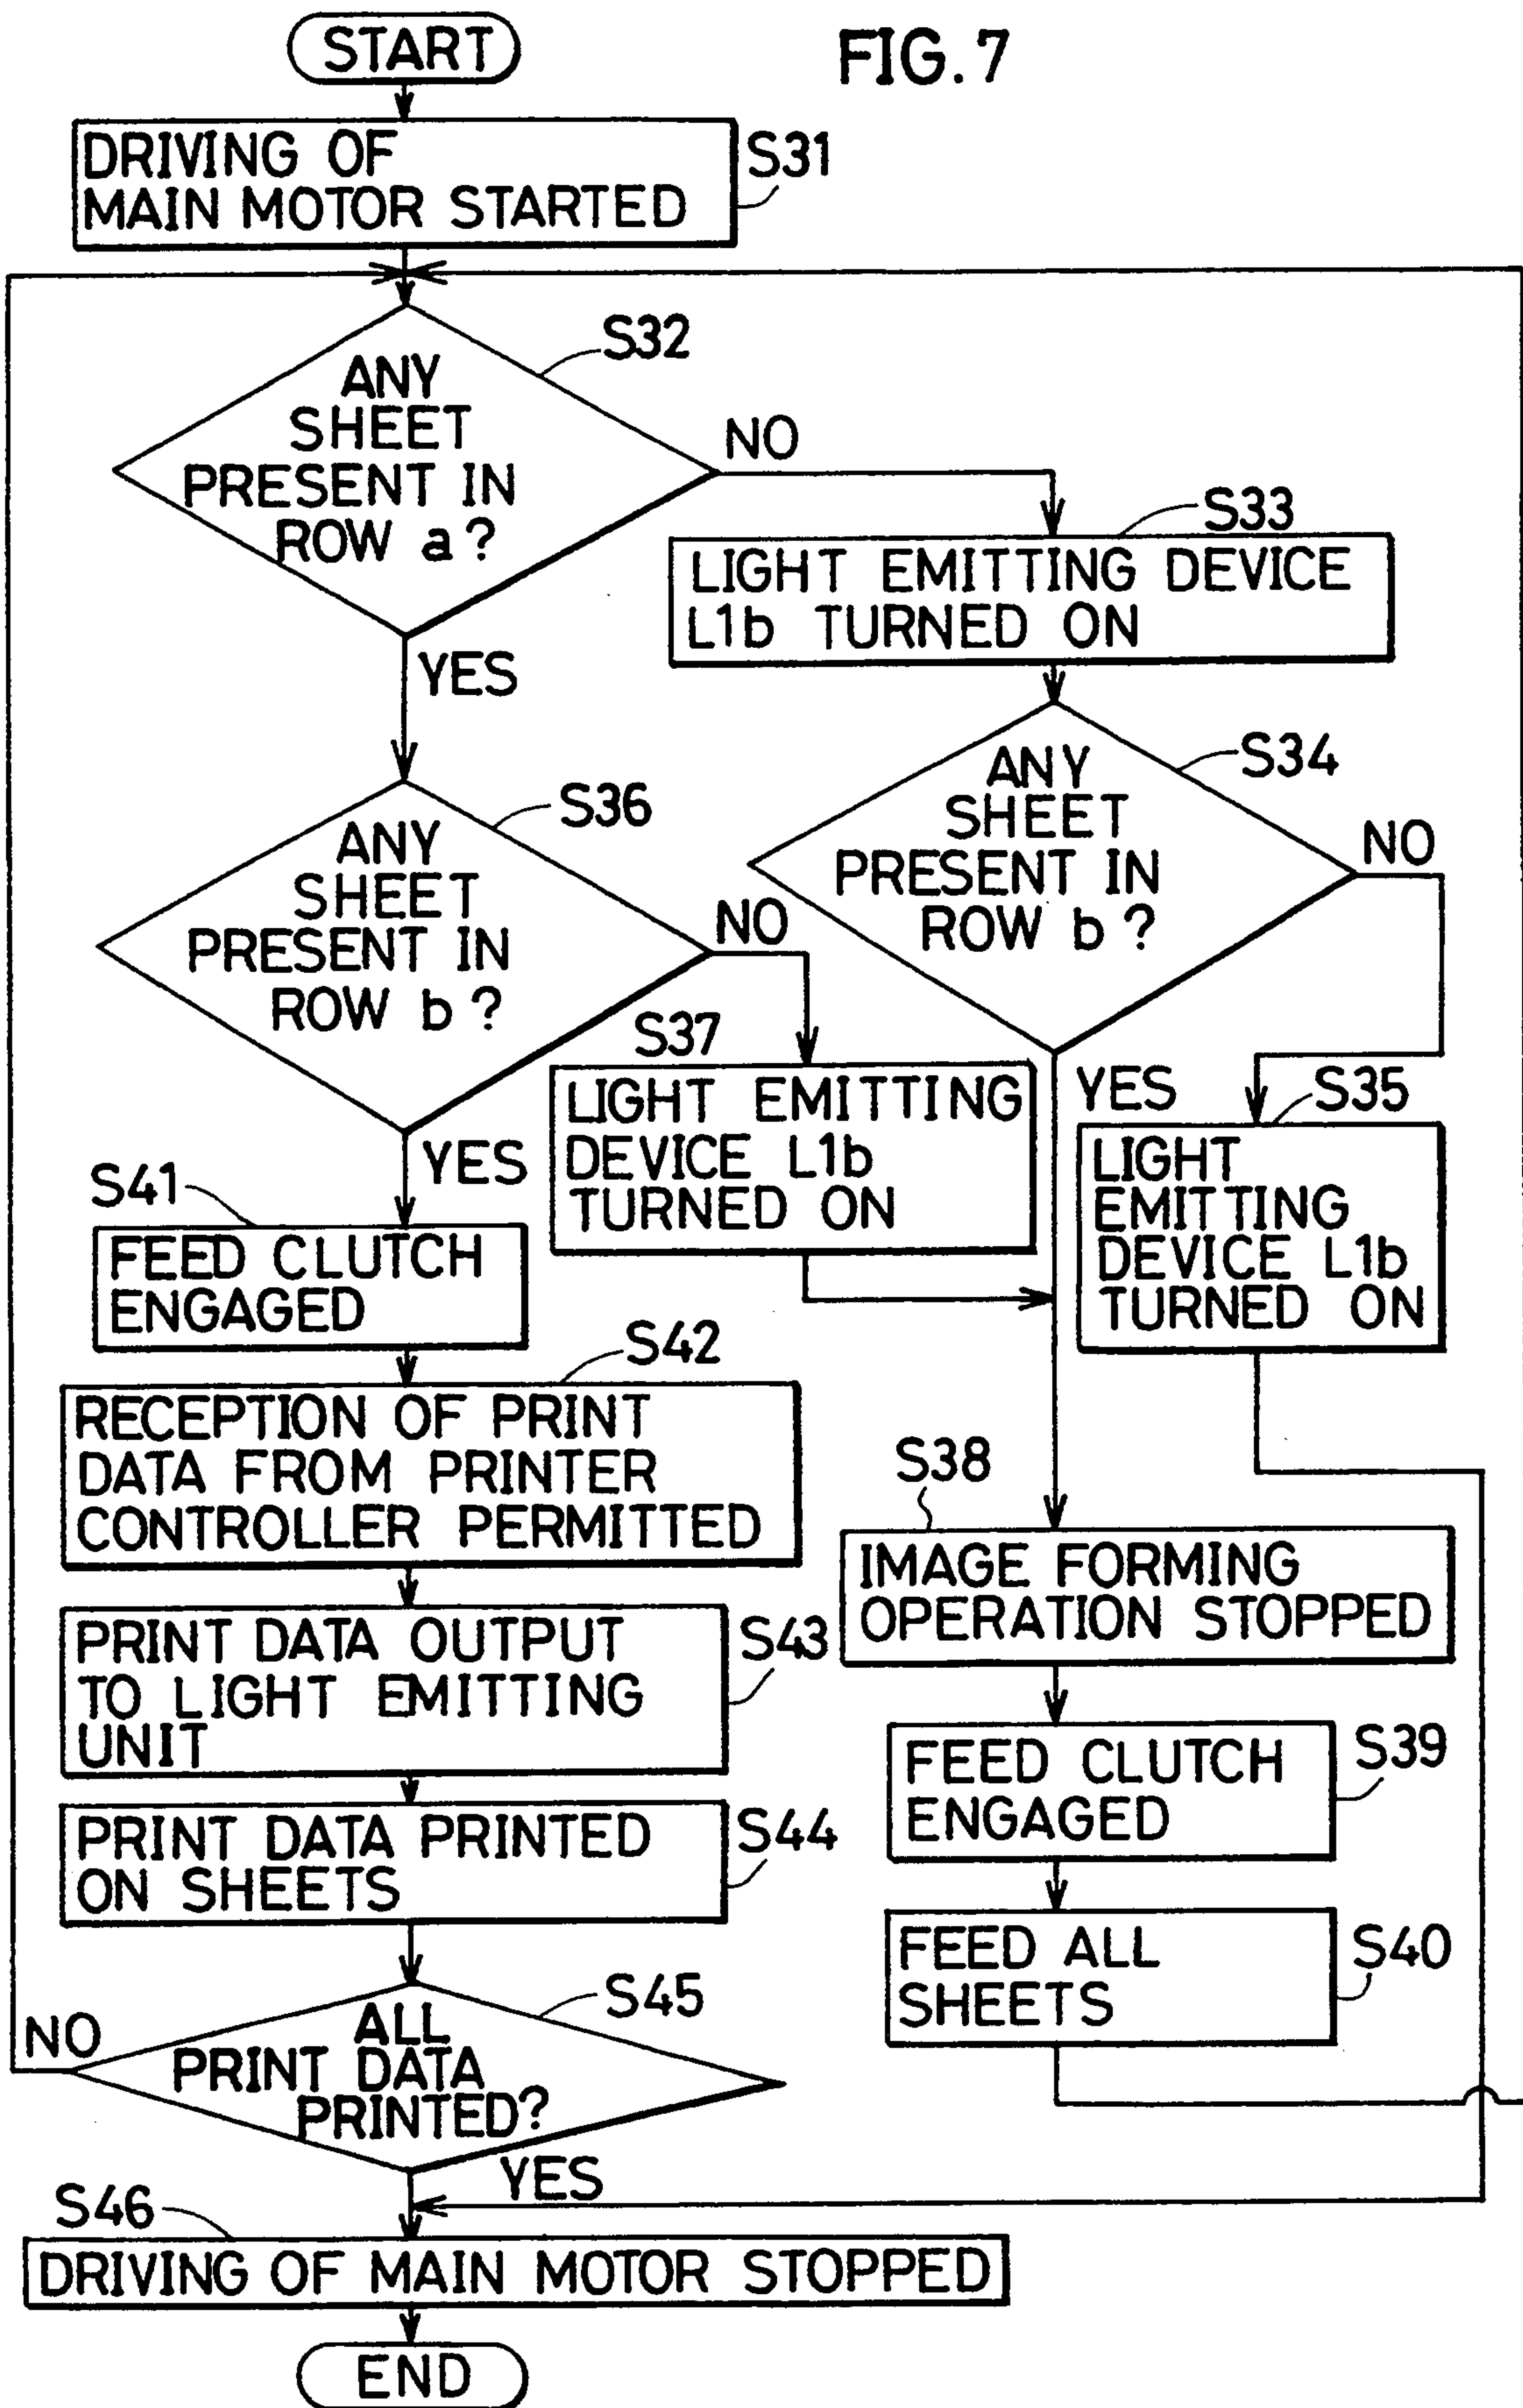 START
FIG. 7
DRIVING OF
MAIN MOTOR STARTED
S31
S32
ANY
SHEET
PRESENT IN
ROW a?
NO
YES
S33
LIGHT EMITTING DEVICE
L1b TURNED ON
S34
ANY
SHEET
PRESENT IN
ROW b?
NO
YES
S36
ANY
SHEET
PRESENT IN
ROW b?
NO
YES
S37
LIGHT EMITTING
DEVICE L1b
TURNED ON
S35
LIGHT
EMITTING
DEVICE L1b
TURNED ON
S41
FEED CLUTCH
ENGAGED
S42
RECEPTION OF PRINT
DATA FROM PRINTER
CONTROLLER PERMITTED
S38
IMAGE FORMING
OPERATION STOPPED
PRINT DATA OUTPUT
TO LIGHT EMITTING
UNIT
S43
FEED CLUTCH
ENGAGED
S39
PRINT DATA PRINTED
ON SHEETS
S44
FEED ALL
SHEETS
S40
S45
ALL
PRINT DATA
PRINTED?
NO
YES
S46
DRIVING OF MAIN MOTOR STOPPED
END